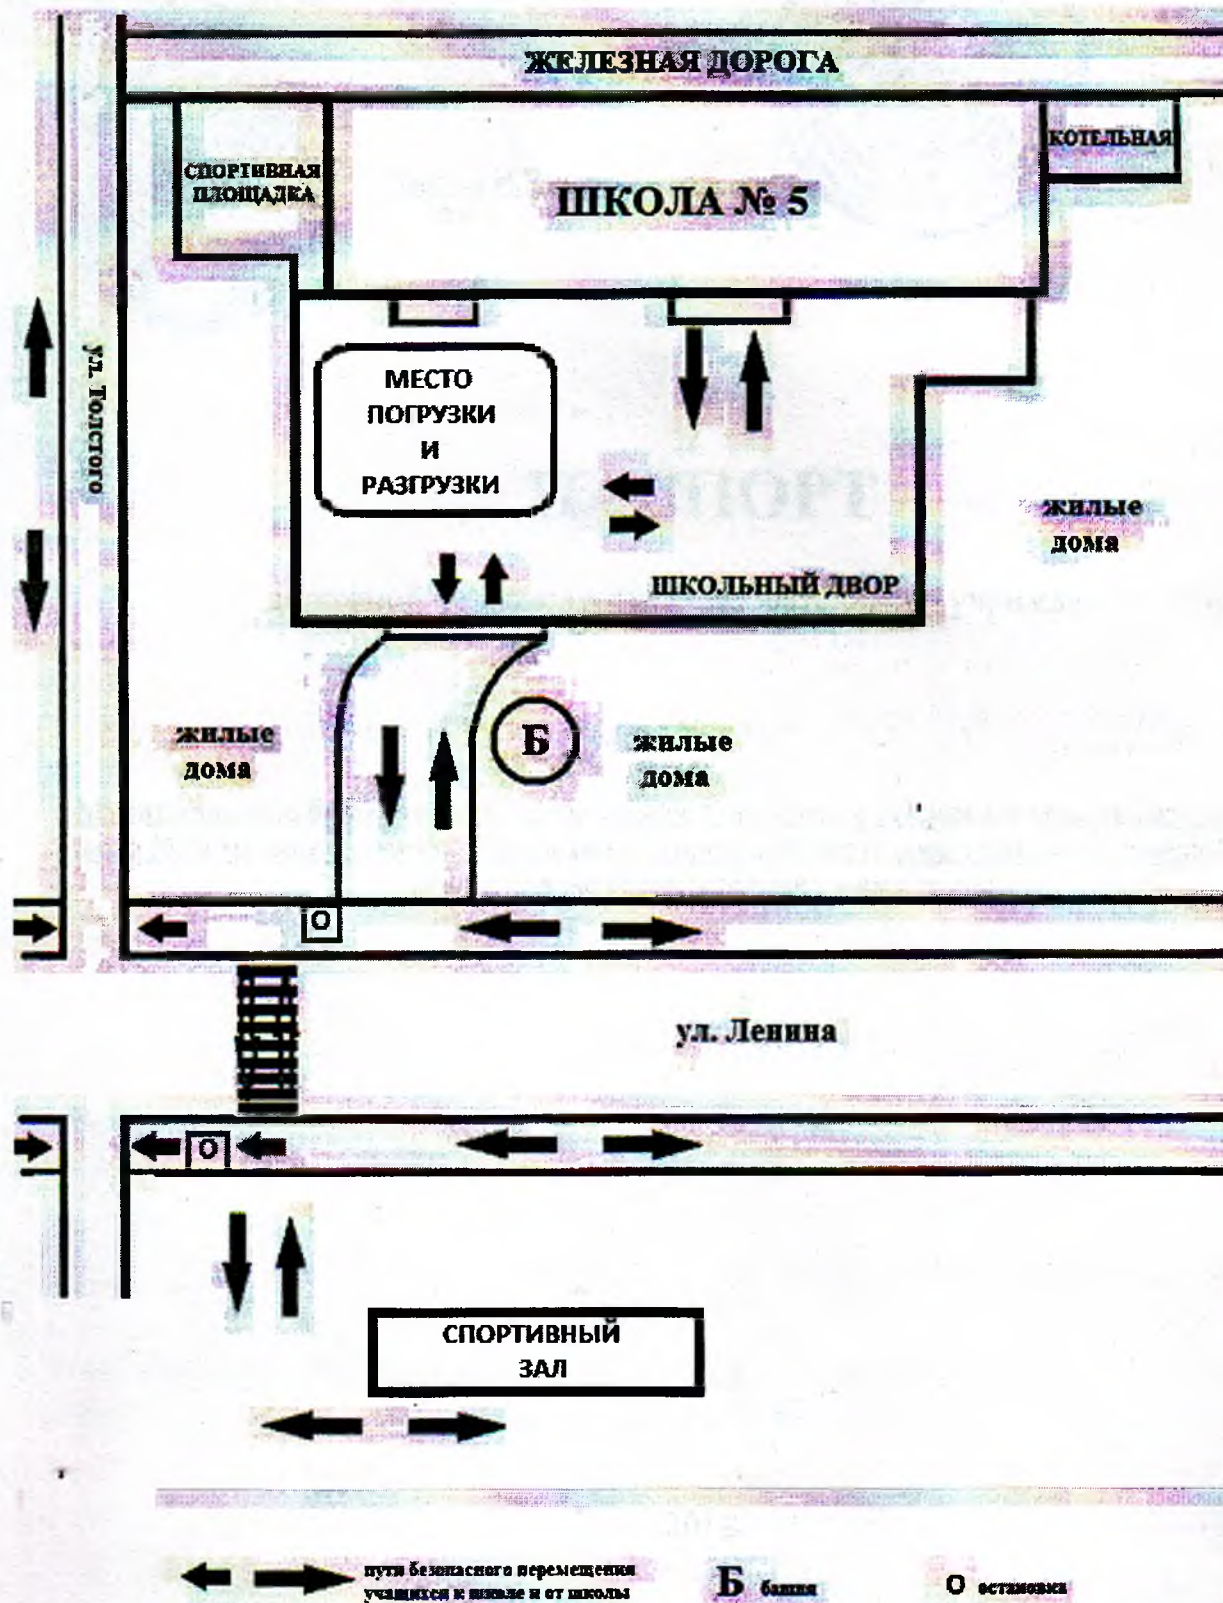 ЖЕЛЕЗНАЯ ДОРОГА
СПОРТИВНАЯ
ПЛОЩАДКА
ШКОЛА № 5
КОТЕЛЬНАЯ
ул. Толстого
МЕСТО
ПОГРУЗКИ
И
РАЗГРУЗКИ
жилые
дома
ШКОЛЬНЫЙ ДВОР
жилые
дома
Б
жилые
дома
О
ул. Ленина
О
СПОРТИВНЫЙ
ЗАЛ
пути безопасного перемещения
учащихся к школе и от школы
Б башня
О остановка